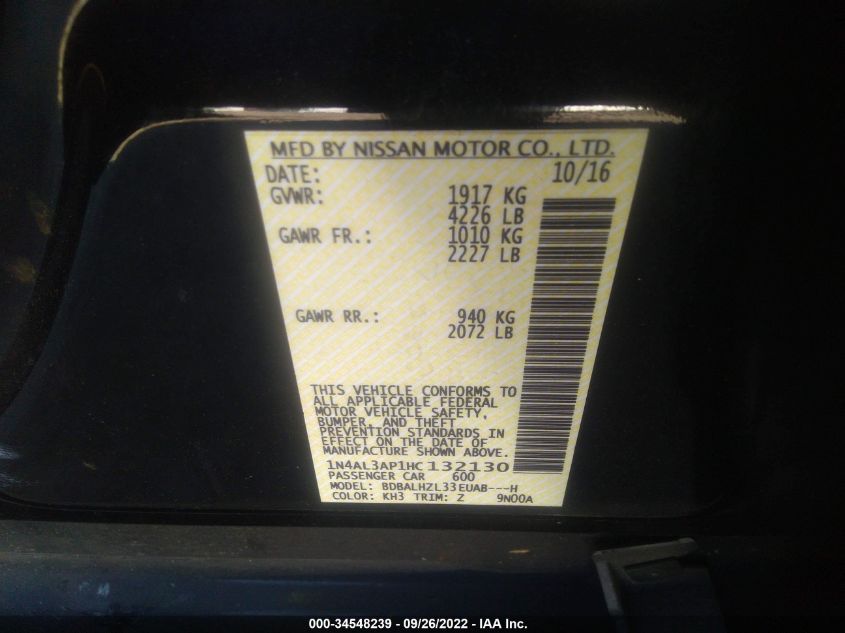 MFD BY NISSAN MOTOR CO., LTD.
DATE: 10/16
GVWR: 1917 KG
4226 LB
GAWR FR.: 1010 KG
2227 LB
GAWR RR.: 940 KG
2072 LB
THIS VEHICLE CONFORMS TO
ALL APPLICABLE FEDERAL
MOTOR VEHICLE SAFETY,
BUMPER, AND THEFT
PREVENTION STANDARDS IN
EFFECT ON THE DATE OF
MANUFACTURE SHOWN ABOVE.
1N4AL3AP1HC132130
PASSENGER CAR 600
MODEL: BDBALHZL33EUAB---H
COLOR: KH3 TRIM: Z 9N00A
000-34548239 - 09/26/2022 - IAA Inc.